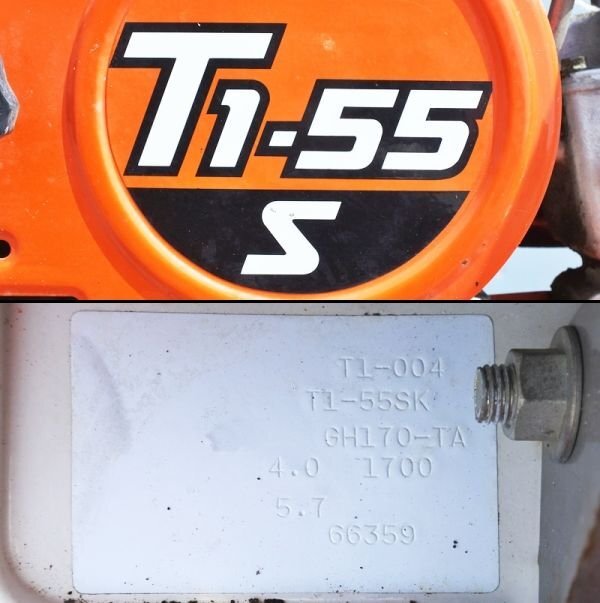 T1-55
S
T1-004
T1-55SK
GH170-TA
4.0 1700
5.7
66359